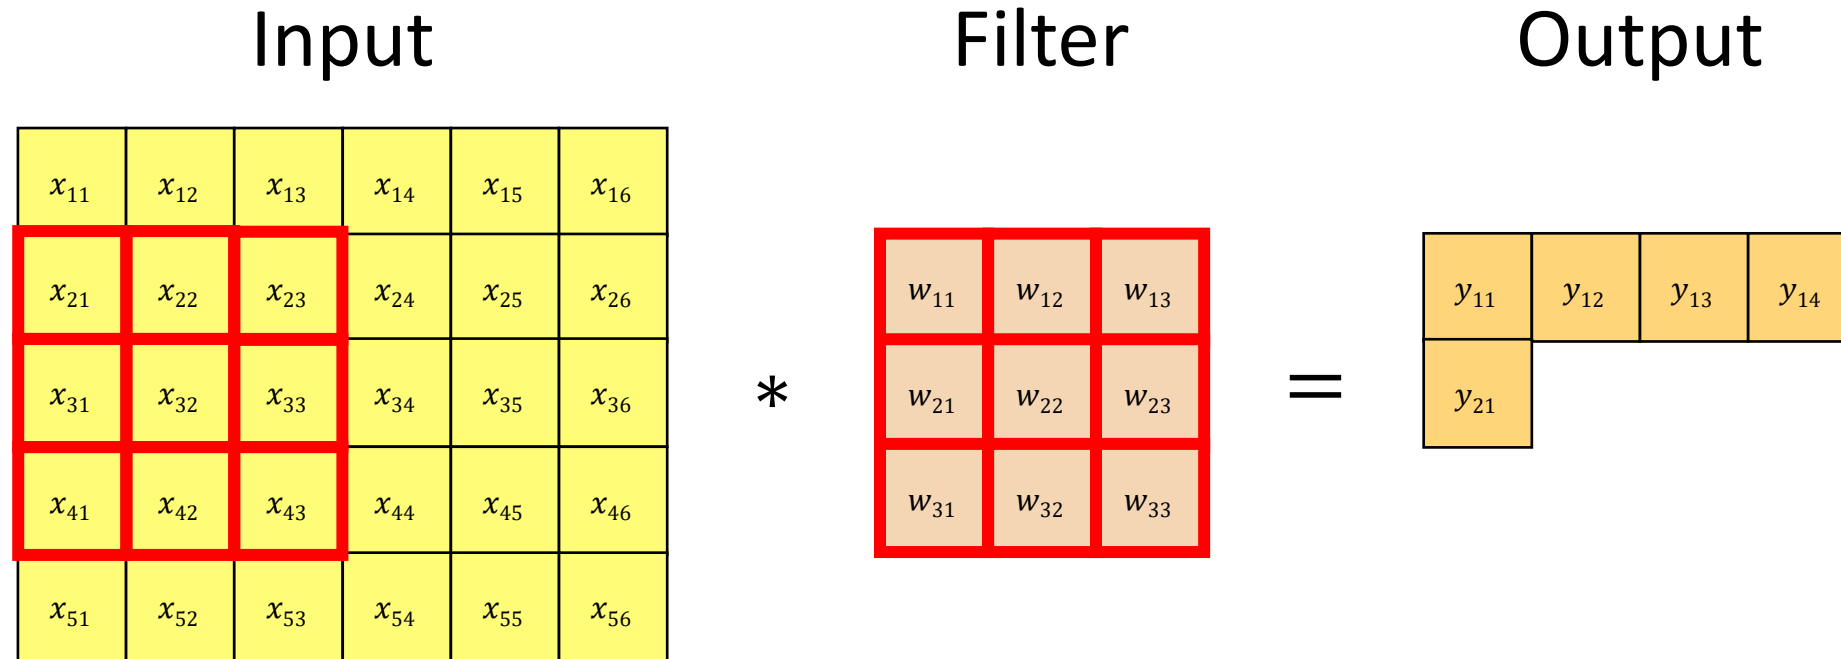 Input Filter Output
x₁₁ x₁₂ x₁₃ x₁₄ x₁₅ x₁₆
x₂₁ x₂₂ x₂₃ x₂₄ x₂₅ x₂₆ w₁₁ w₁₂ w₁₃ y₁₁ y₁₂ y₁₃ y₁₄
x₃₁ x₃₂ x₃₃ x₃₄ x₃₅ x₃₆ * w₂₁ w₂₂ w₂₃ = y₂₁
x₄₁ x₄₂ x₄₃ x₄₄ x₄₅ x₄₆ w₃₁ w₃₂ w₃₃
x₅₁ x₅₂ x₅₃ x₅₄ x₅₅ x₅₆